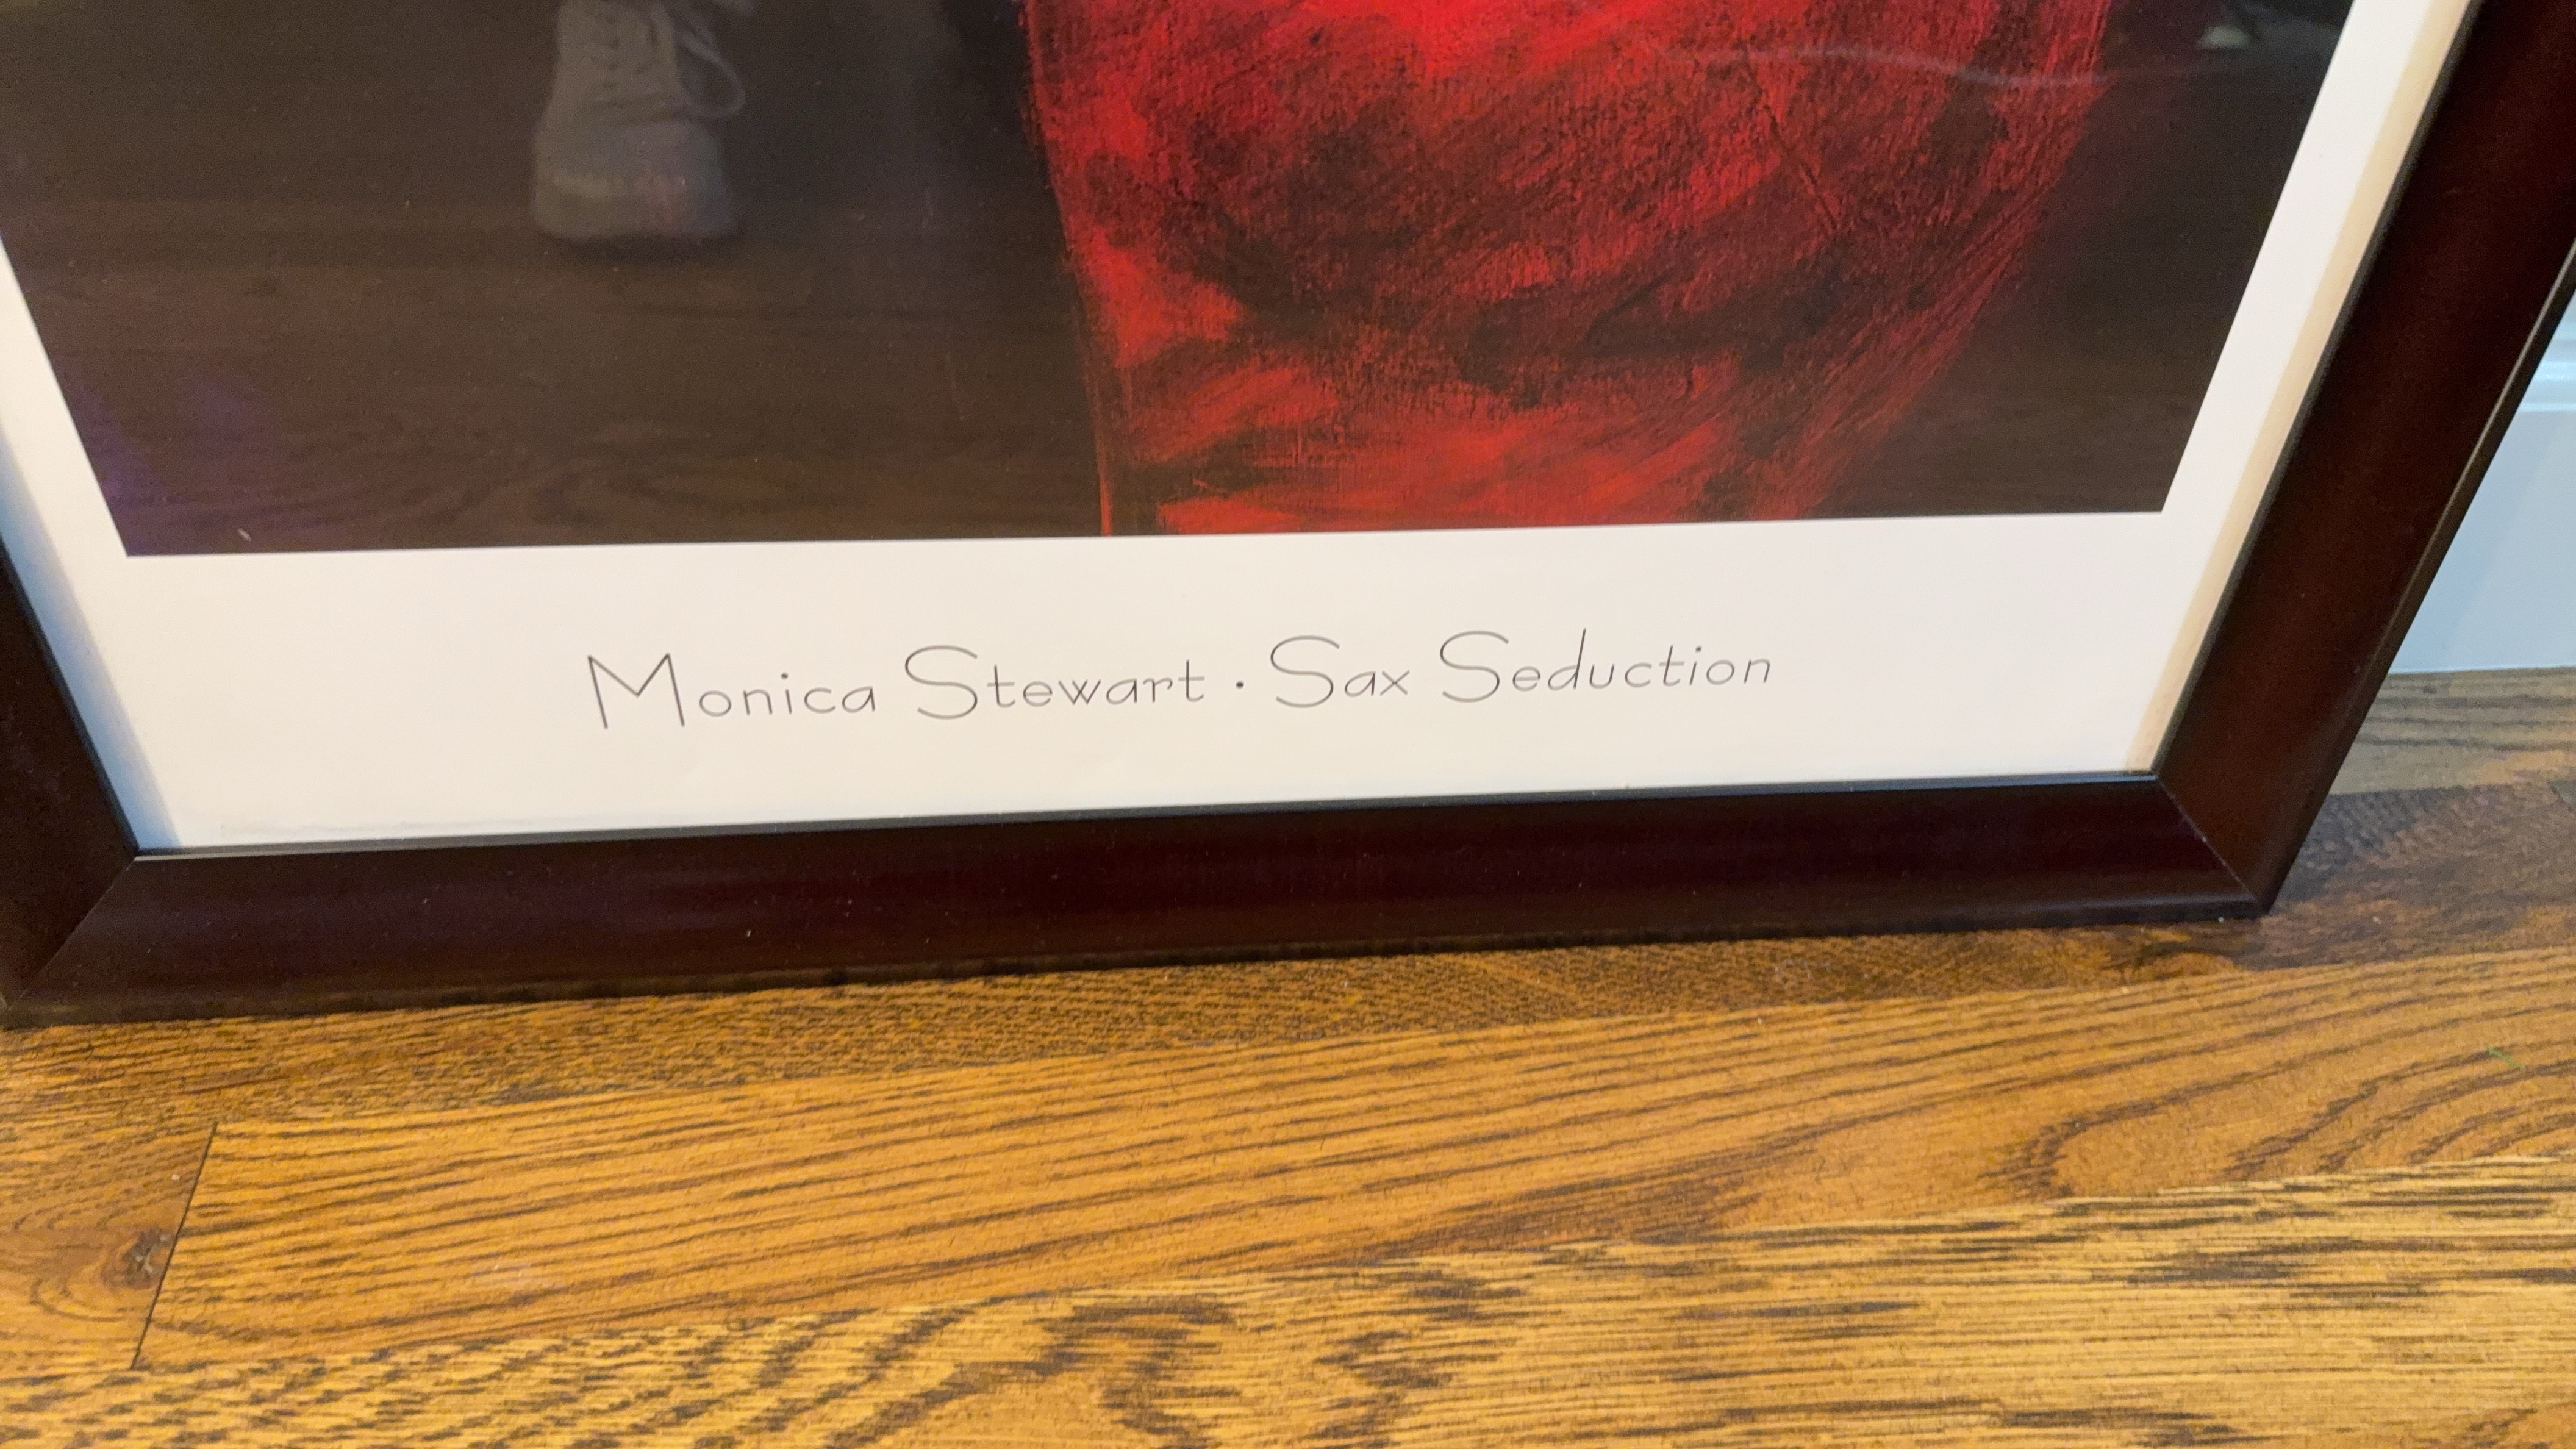 Monica Stewart · Sax Seduction